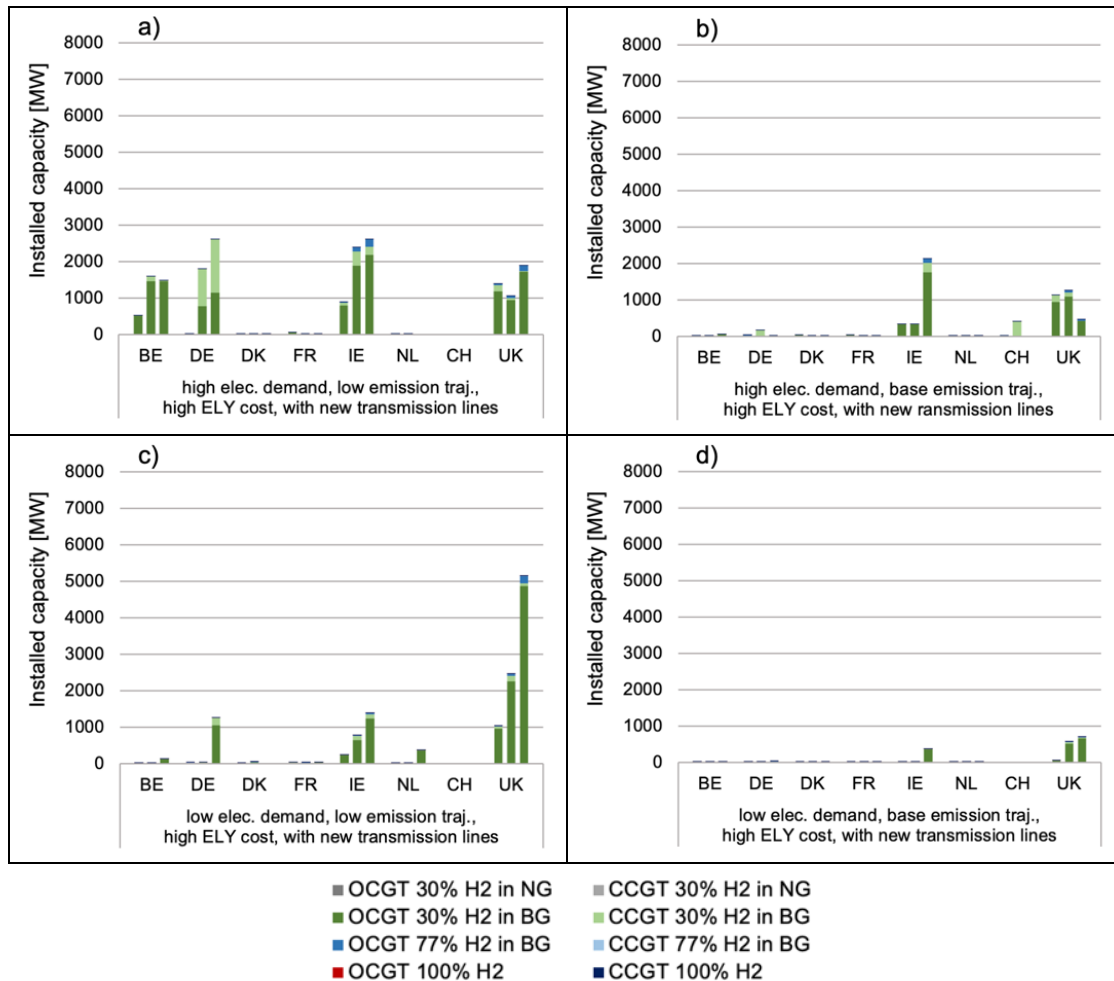 a)
Installed capacity [MW]
8000
7000
6000
5000
4000
3000
2000
1000
0
BE DE DK FR IE NL CH UK
high elec. demand, low emission traj.,
high ELY cost, with new transmission lines
b)
Installed capacity [MW]
8000
7000
6000
5000
4000
3000
2000
1000
0
BE DE DK FR IE NL CH UK
high elec. demand, base emission traj.,
high ELY cost, with new ransmission lines
c)
Installed capacity [MW]
8000
7000
6000
5000
4000
3000
2000
1000
0
BE DE DK FR IE NL CH UK
low elec. demand, low emission traj.,
high ELY cost, with new transmission lines
d)
Installed capacity [MW]
8000
7000
6000
5000
4000
3000
2000
1000
0
BE DE DK FR IE NL CH UK
low elec. demand, base emission traj.,
high ELY cost, with new transmission lines
OCGT 30% H2 in NG CCGT 30% H2 in NG
OCGT 30% H2 in BG CCGT 30% H2 in BG
OCGT 77% H2 in BG CCGT 77% H2 in BG
OCGT 100% H2 CCGT 100% H2